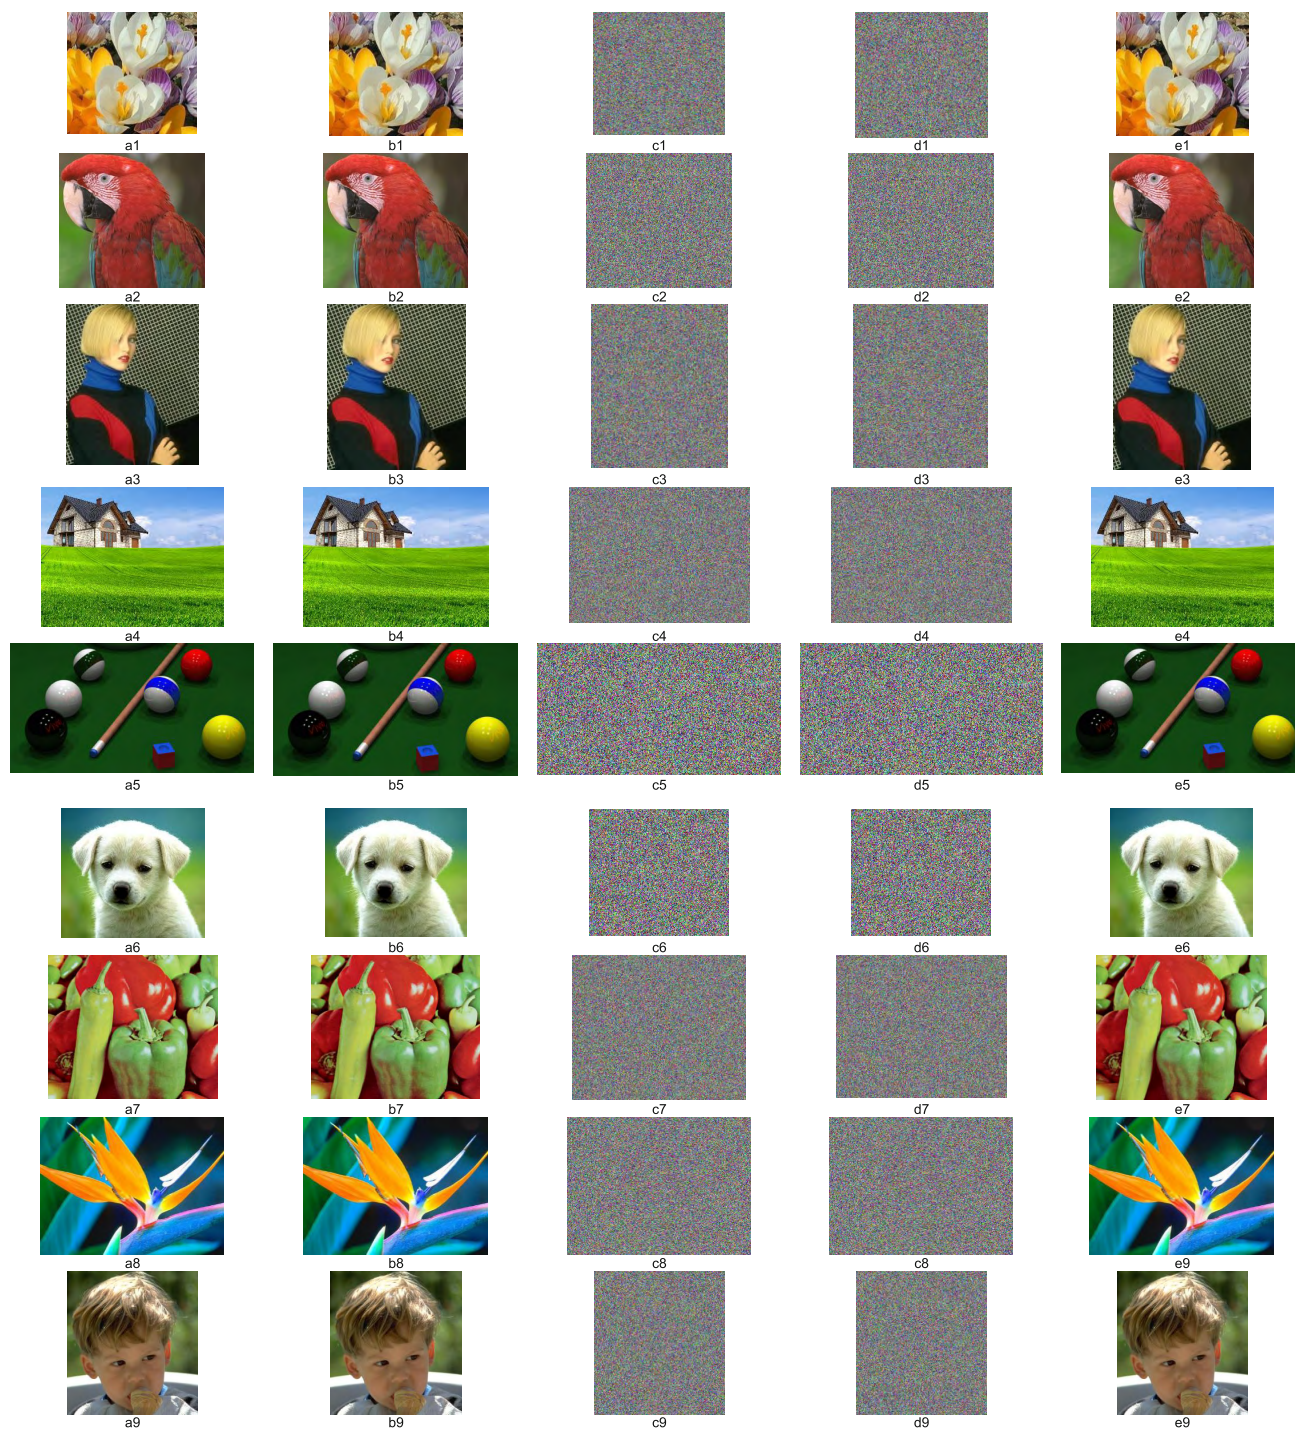 a1 b1 c1 d1 e1
a2 b2 c2 d2 e2
a3 b3 c3 d3 e3
a4 b4 c4 d4 e4
a5 b5 c5 d5 e5
a6 b6 c6 d6 e6
a7 b7 c7 d7 e7
a8 b8 c8 c8 e9
a9 b9 c9 d9 e9